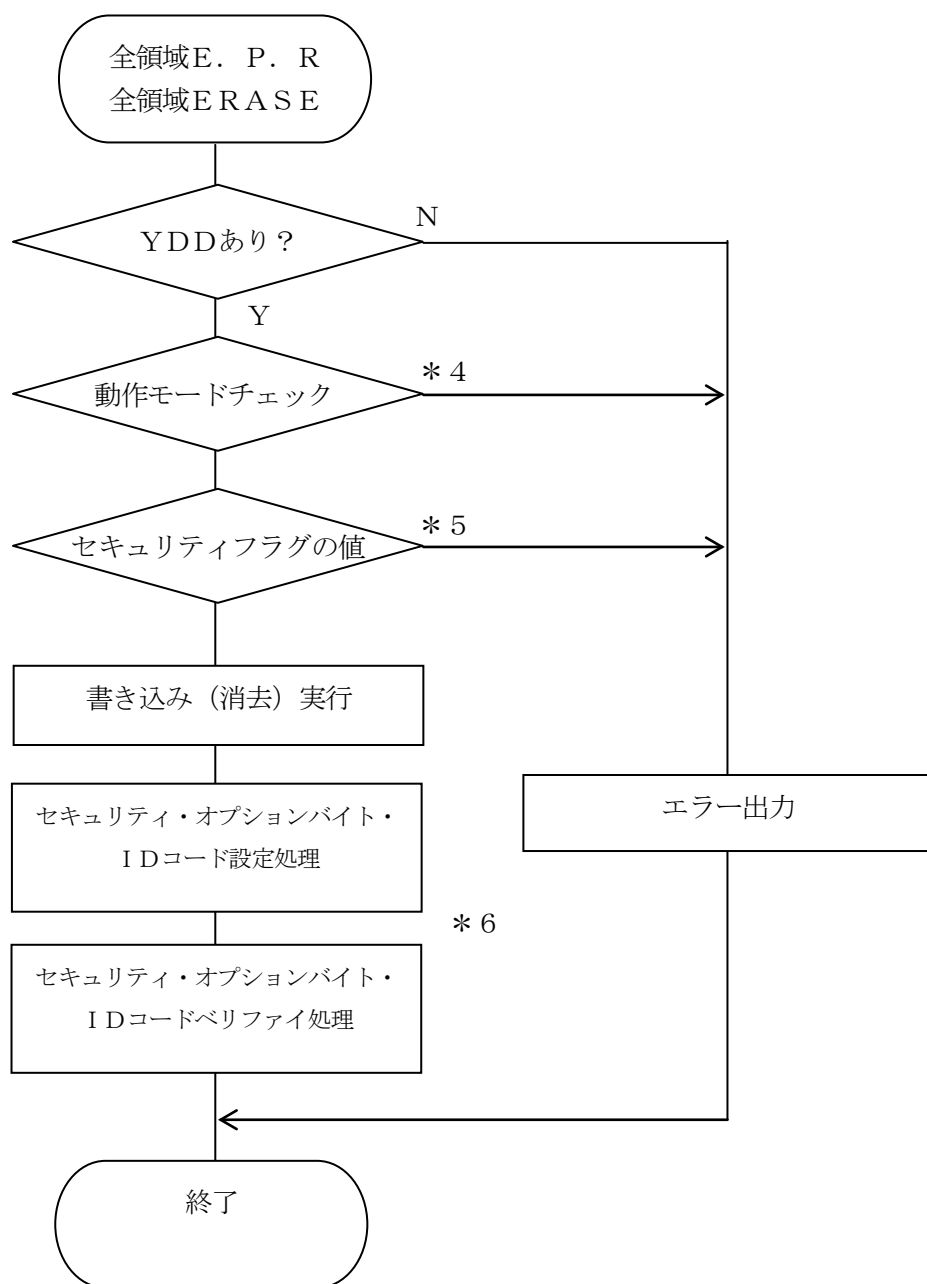 全領域E．P．R
全領域ERASE
N
YDDあり？
Y
＊4
動作モードチェック
＊5
セキュリティフラグの値
書き込み（消去）実行
セキュリティ・オプションバイト・
IDコード設定処理
エラー出力
＊6
セキュリティ・オプションバイト・
IDコードベリファイ処理
終了